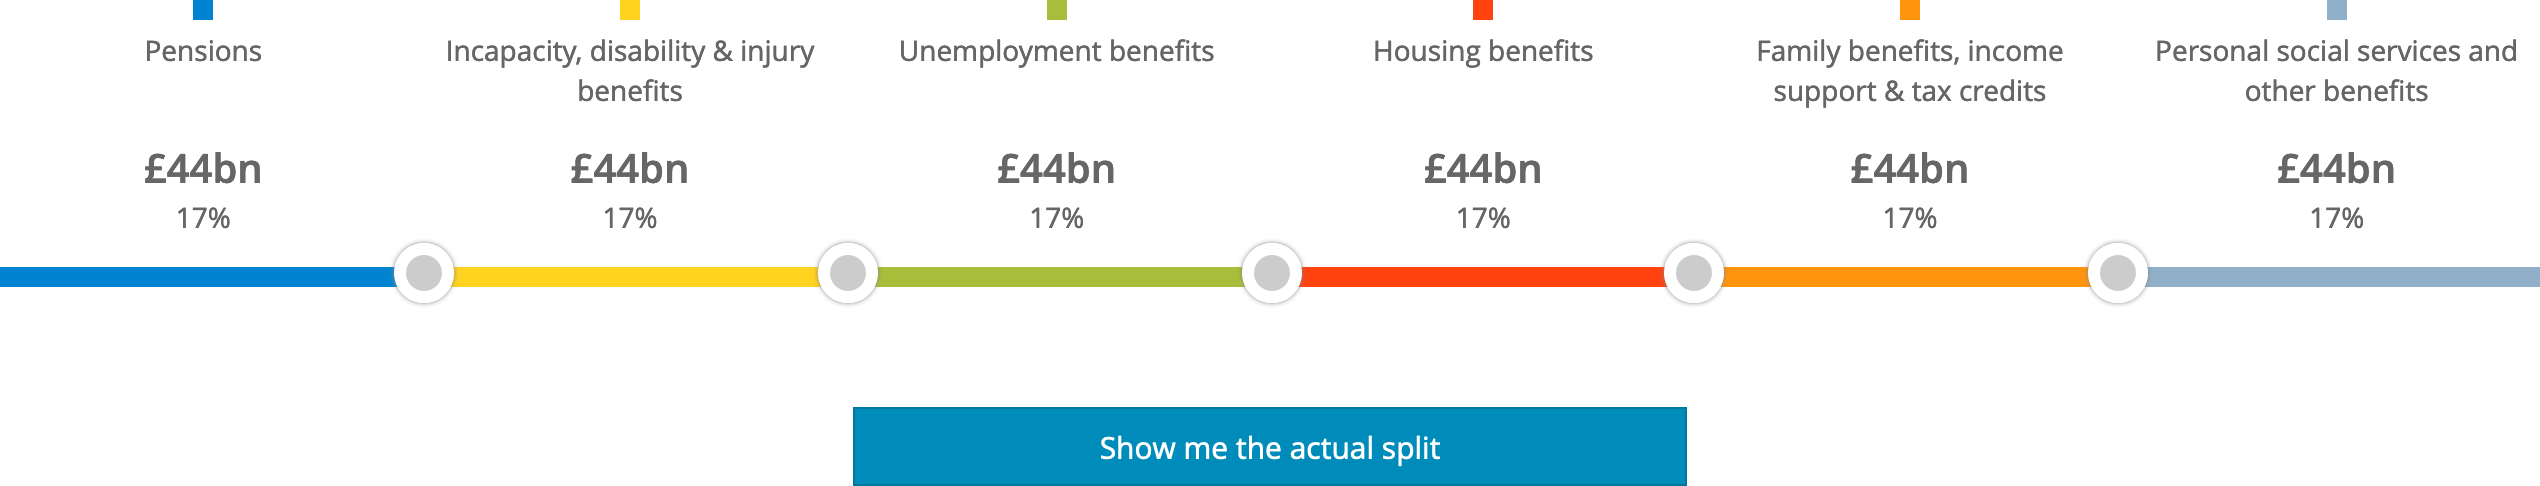 Pensions
Incapacity, disability & injury
benefits
Unemployment benefits
Housing benefits
Family benefits, income
support & tax credits
Personal social services and
other benefits
£44bn
£44bn
£44bn
£44bn
£44bn
£44bn
17%
17%
17%
17%
17%
17%
Show me the actual split